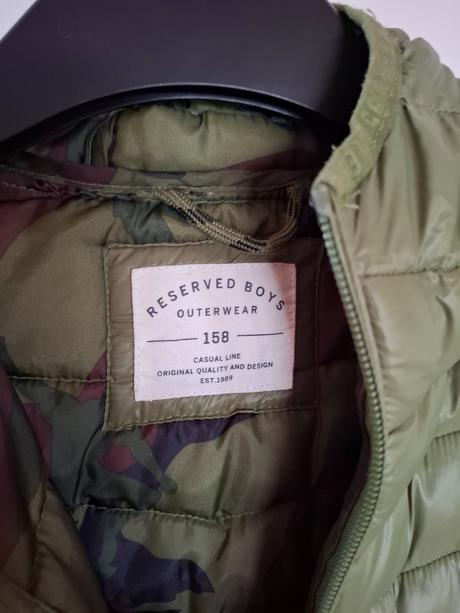 RESERVED BOYS
OUTERWEAR
158
CASUAL LINE
ORIGINAL QUALITY AND DESIGN
EST.1989